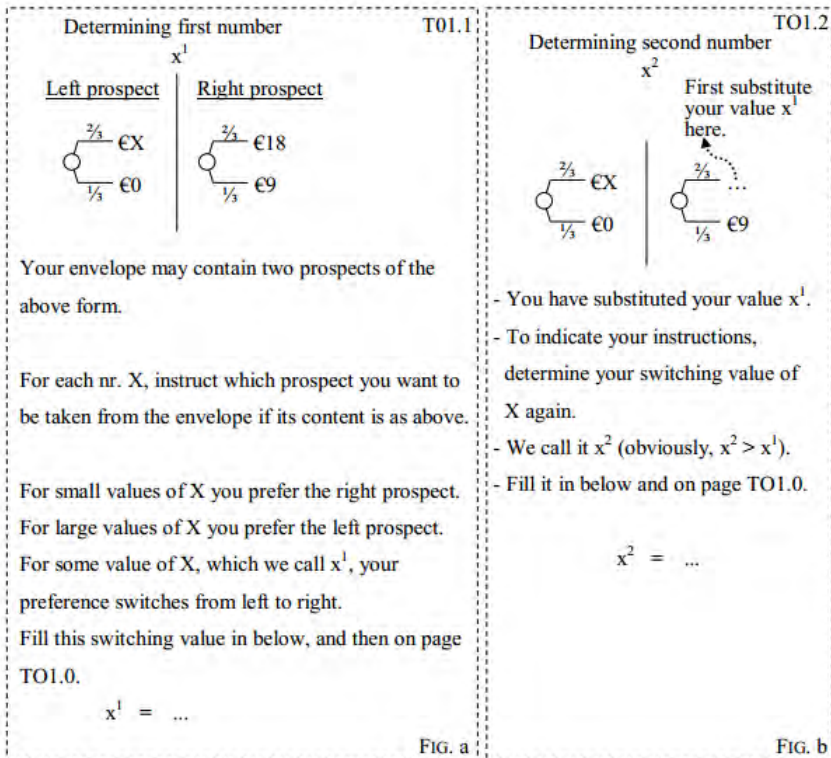 Determining first number T01.1
x¹
Left prospect Right prospect
⅔ €X ⅔ €18
⅓ €0 ⅓ €9
Your envelope may contain two prospects of the
above form.
For each nr. X, instruct which prospect you want to
be taken from the envelope if its content is as above.
For small values of X you prefer the right prospect.
For large values of X you prefer the left prospect.
For some value of X, which we call x¹, your
preference switches from left to right.
Fill this switching value in below, and then on page
TO1.0.
x¹ = ...
FIG. a
TO1.2
Determining second number
x²
First substitute
your value x¹
here.
⅔ €X ⅔ ...
⅓ €0 ⅓ €9
- You have substituted your value x¹.
- To indicate your instructions,
determine your switching value of
X again.
- We call it x² (obviously, x² > x¹).
- Fill it in below and on page TO1.0.
x² = ...
FIG. b